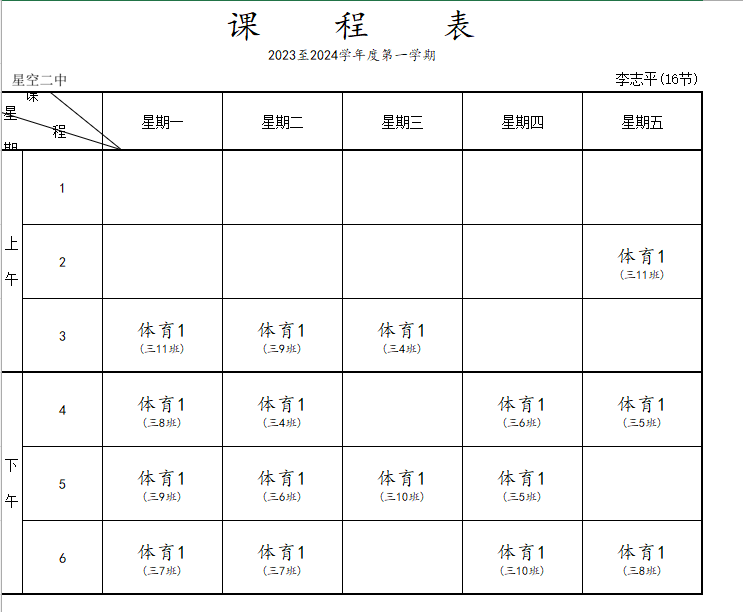 课 程 表
2023至2024学年度第一学期
星空二中 李志平(16节)
课 程 星 期 星期一 星期二 星期三 星期四 星期五
上午
1
2 体育1 (三11班)
3 体育1 (三11班) 体育1 (三9班) 体育1 (三4班)
下午
4 体育1 (三8班) 体育1 (三4班) 体育1 (三6班) 体育1 (三5班)
5 体育1 (三9班) 体育1 (三6班) 体育1 (三10班) 体育1 (三5班)
6 体育1 (三7班) 体育1 (三7班) 体育1 (三10班) 体育1 (三8班)